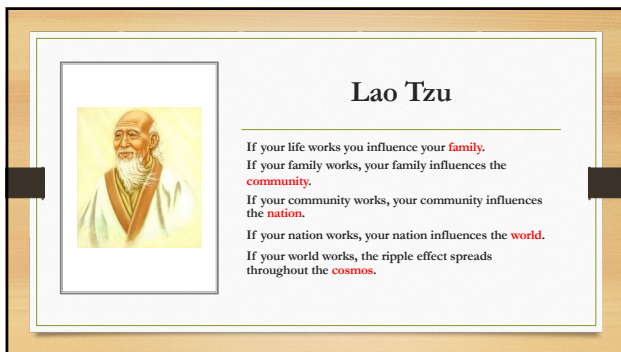 Lao Tzu
If your life works you influence your family.
If your family works, your family influences the
community.
If your community works, your community influences
the nation.
If your nation works, your nation influences the world.
If your world works, the ripple effect spreads
throughout the cosmos.